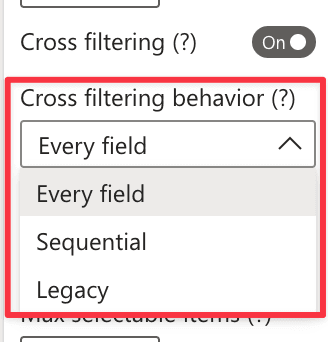 Cross filtering (?)
On
Cross filtering behavior (?)
Every field
Every field
Sequential
Legacy
Max selectable items (?)